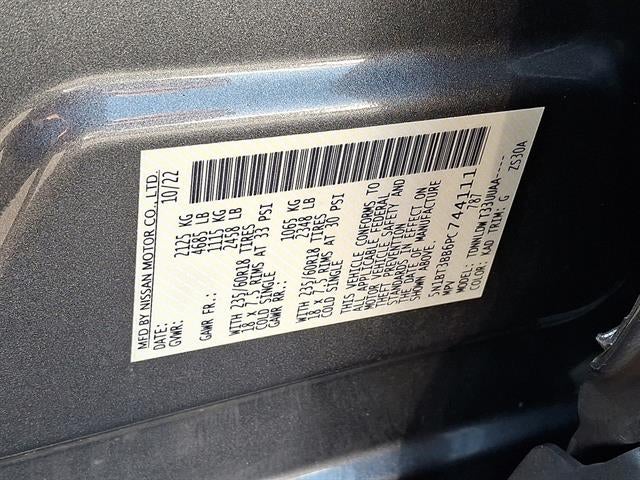 MFD BY NISSAN MOTOR CO., LTD.
DATE: 10/22
GVWR: 2125 KG
4685 LB
GAWR FR.: 1115 KG
2458 LB
WITH 235/60R18 TIRES
18 X 7.5 RIMS AT 33 PSI
COLD SINGLE
GAWR RR.: 1065 KG
2348 LB
WITH 235/60R18 TIRES
18 X 7.5 RIMS AT 30 PSI
COLD SINGLE
THIS VEHICLE CONFORMS TO
ALL APPLICABLE FEDERAL
MOTOR VEHICLE SAFETY AND
THEFT PREVENTION
STANDARDS IN EFFECT ON
THE DATE OF MANUFACTURE
SHOWN ABOVE.
5N1BT3BB6PC744111
MPV 787
MODEL: TDNNLDW T33UUAA-----
COLOR: KAD TRIM: G ZS30A